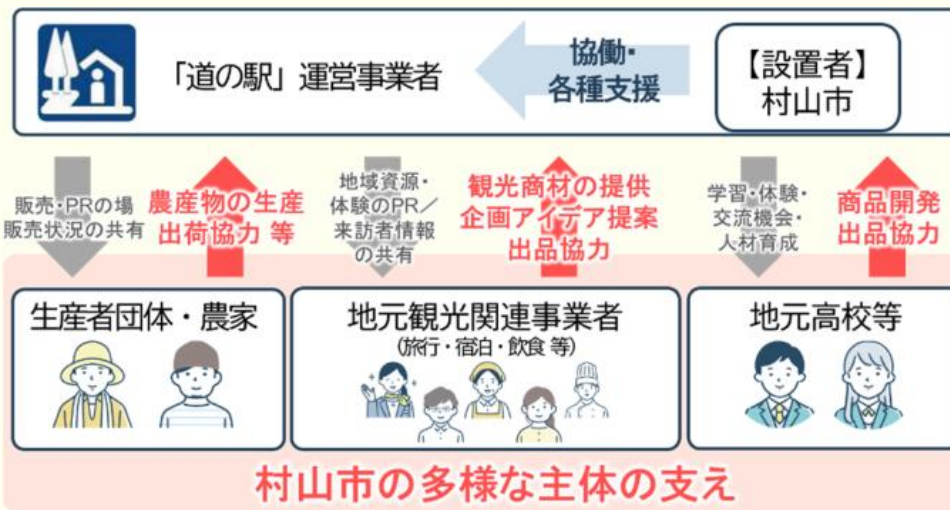 「道の駅」運営事業者
協働・
各種支援
【設置者】
村山市
販売・PRの場
販売状況の共有
農産物の生産
出荷協力 等
地域資源・
体験のPR／
来訪者情報
の共有
観光商材の提供
企画アイデア提案
出品協力
学習・体験・
交流機会・
人材育成
商品開発
出品協力
生産者団体・農家
地元観光関連事業者
(旅行・宿泊・飲食 等)
地元高校等
村山市の多様な主体の支え